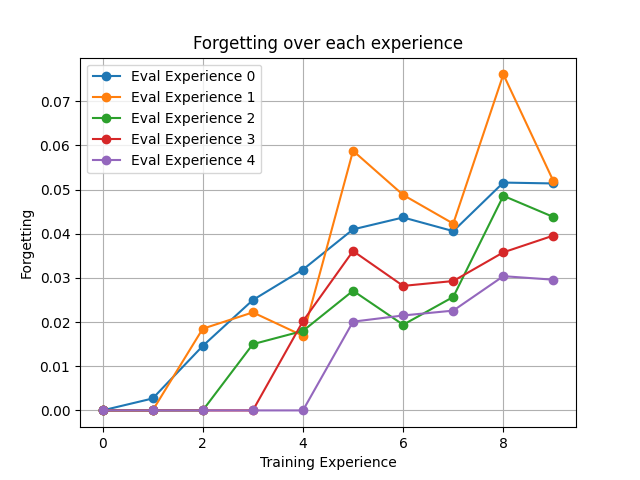 Forgetting over each experience
Eval Experience 0
Eval Experience 1
Eval Experience 2
Eval Experience 3
Eval Experience 4
Forgetting
0.07
0.06
0.05
0.04
0.03
0.02
0.01
0.00
0 2 4 6 8
Training Experience